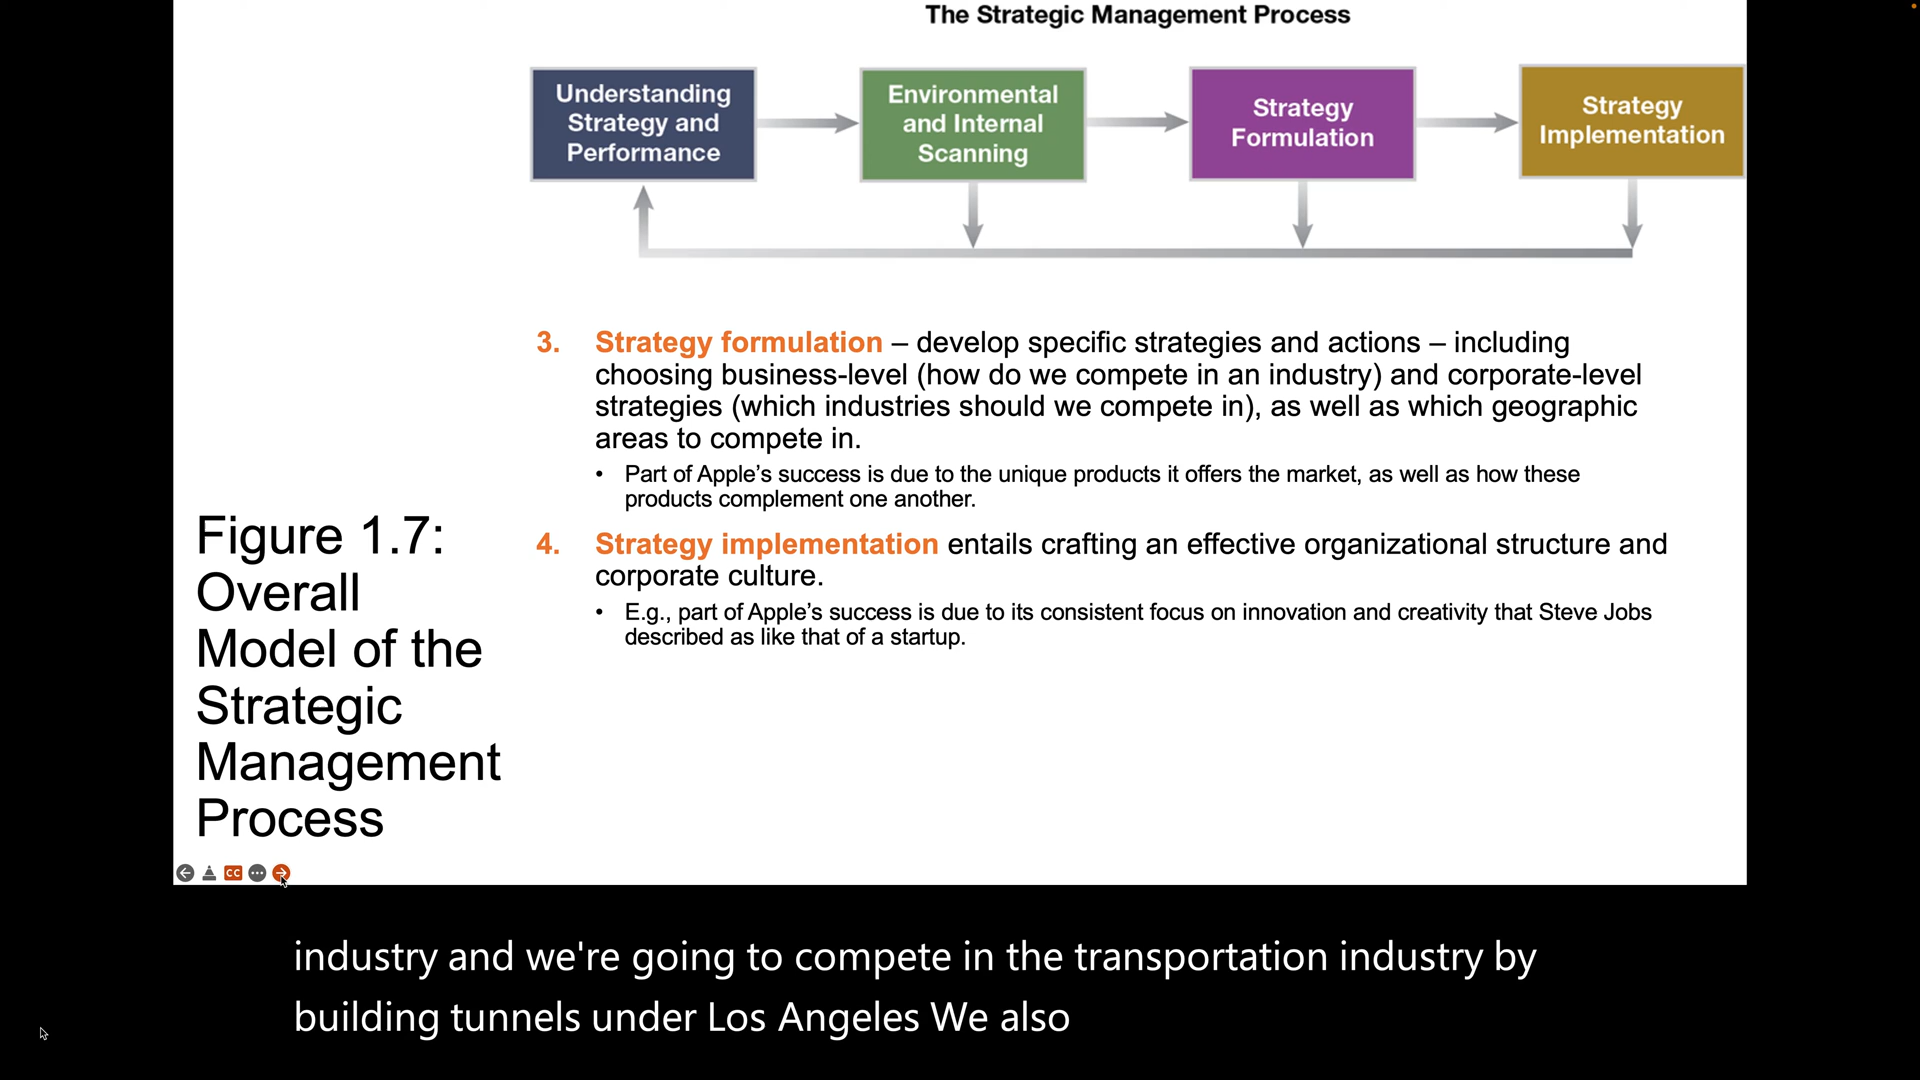 The Strategic Management Process
Understanding
Strategy and
Performance
Environmental
and Internal
Scanning
Strategy
Formulation
Strategy
Implementation
3. Strategy formulation – develop specific strategies and actions – including
choosing business-level (how do we compete in an industry) and corporate-level
strategies (which industries should we compete in), as well as which geographic
areas to compete in.
• Part of Apple’s success is due to the unique products it offers the market, as well as how these
products complement one another.
4. Strategy implementation entails crafting an effective organizational structure and
corporate culture.
• E.g., part of Apple’s success is due to its consistent focus on innovation and creativity that Steve Jobs
described as like that of a startup.
Figure 1.7:
Overall
Model of the
Strategic
Management
Process
CC
industry and we're going to compete in the transportation industry by
building tunnels under Los Angeles We also